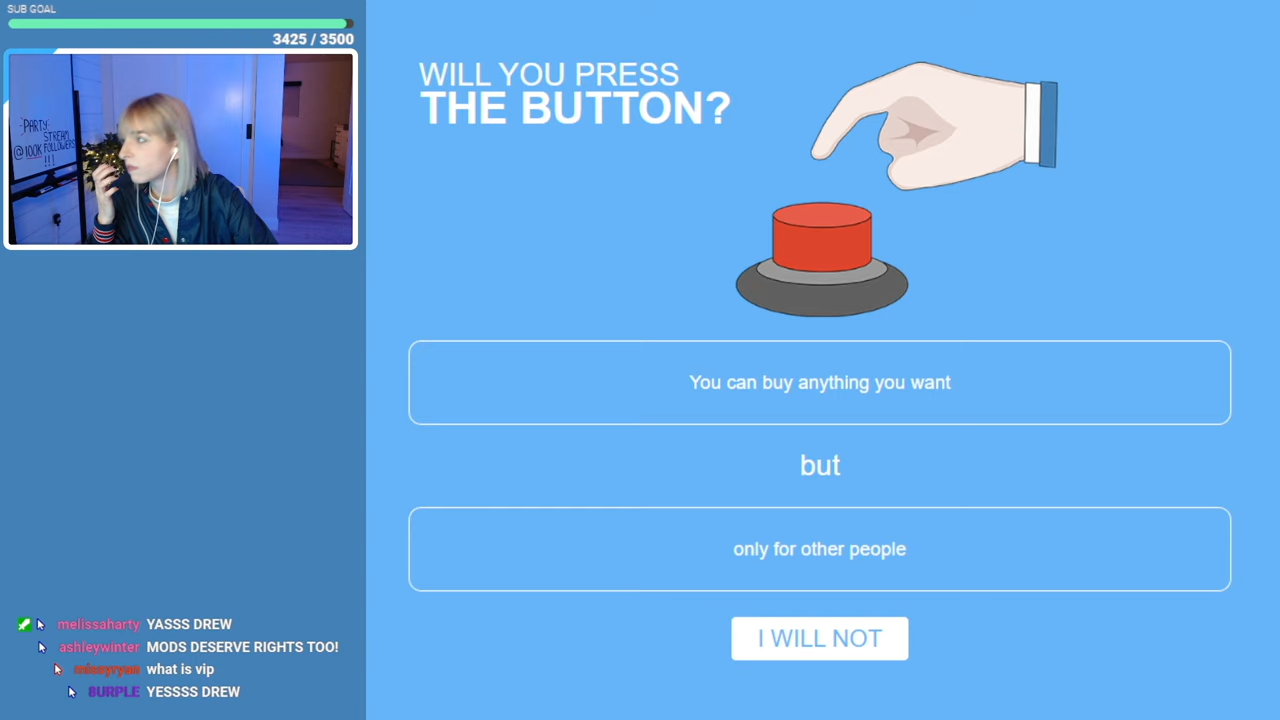 SUB GOAL
3425 / 3500
PARTY
STREAM
@ 100K FOLLOWERS
!!!
WILL YOU PRESS
THE BUTTON?
You can buy anything you want
but
only for other people
I WILL NOT
melissaharty YASSS DREW
ashleywinter MODS DESERVE RIGHTS TOO!
what is vip
8URPLE YESSSS DREW